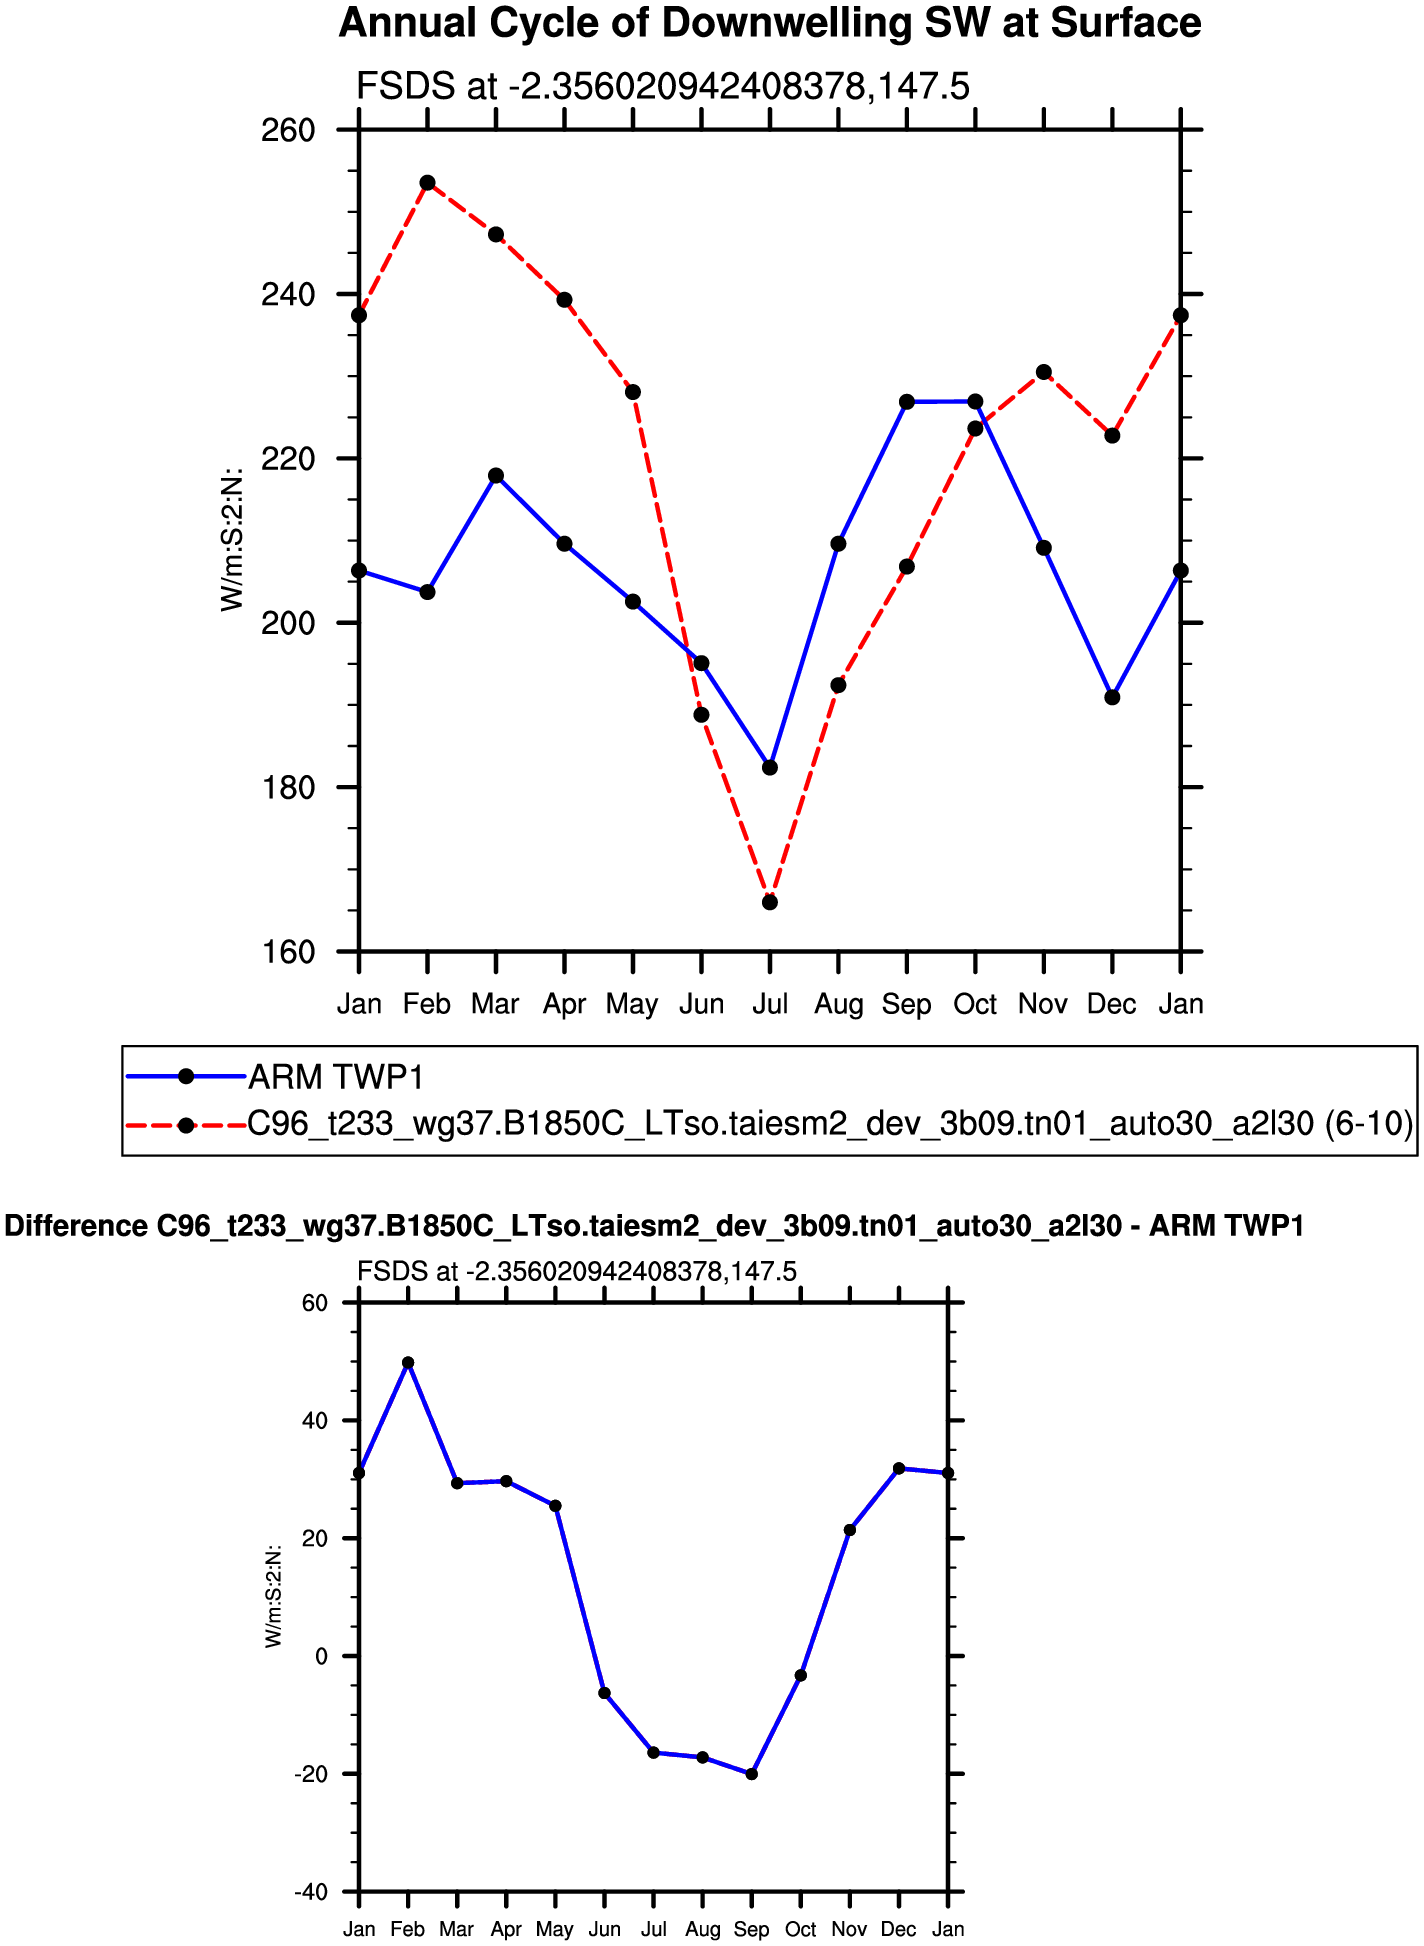 Annual Cycle of Downwelling SW at Surface
FSDS at -2.356020942408378,147.5
260
240
220
200
180
160
W/m:S:2:N:
Jan Feb Mar Apr May Jun Jul Aug Sep Oct Nov Dec Jan
ARM TWP1
C96_t233_wg37.B1850C_LTso.taiesm2_dev_3b09.tn01_auto30_a2l30 (6-10)
Difference C96_t233_wg37.B1850C_LTso.taiesm2_dev_3b09.tn01_auto30_a2l30 - ARM TWP1
FSDS at -2.356020942408378,147.5
60
40
20
0
-20
-40
W/m:S:2:N:
Jan Feb Mar Apr May Jun Jul Aug Sep Oct Nov Dec Jan